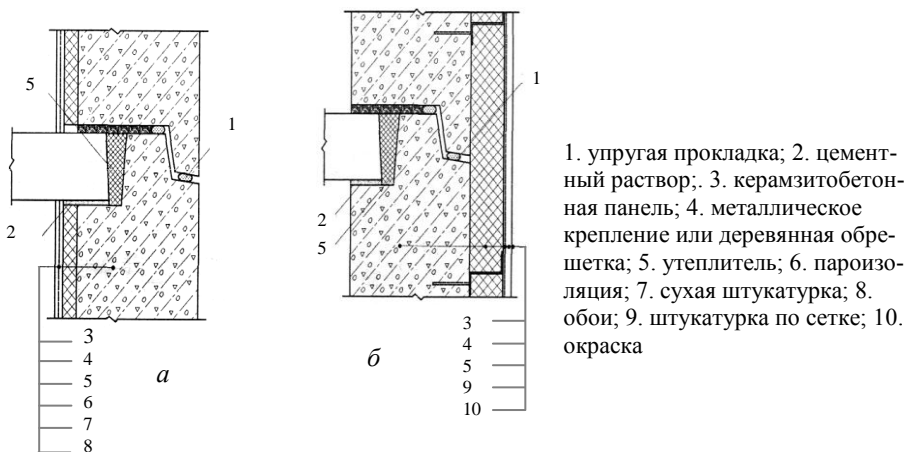 5
1
2
3
4
5
6
7
8
а
1
2
5
3
4
5
9
10
б
1. упругая прокладка; 2. цемент-
ный раствор;. 3. керамзитобетон-
ная панель; 4. металлическое
крепление или деревянная обре-
шетка; 5. утеплитель; 6. пароизо-
ляция; 7. сухая штукатурка; 8.
обои; 9. штукатурка по сетке; 10.
окраска